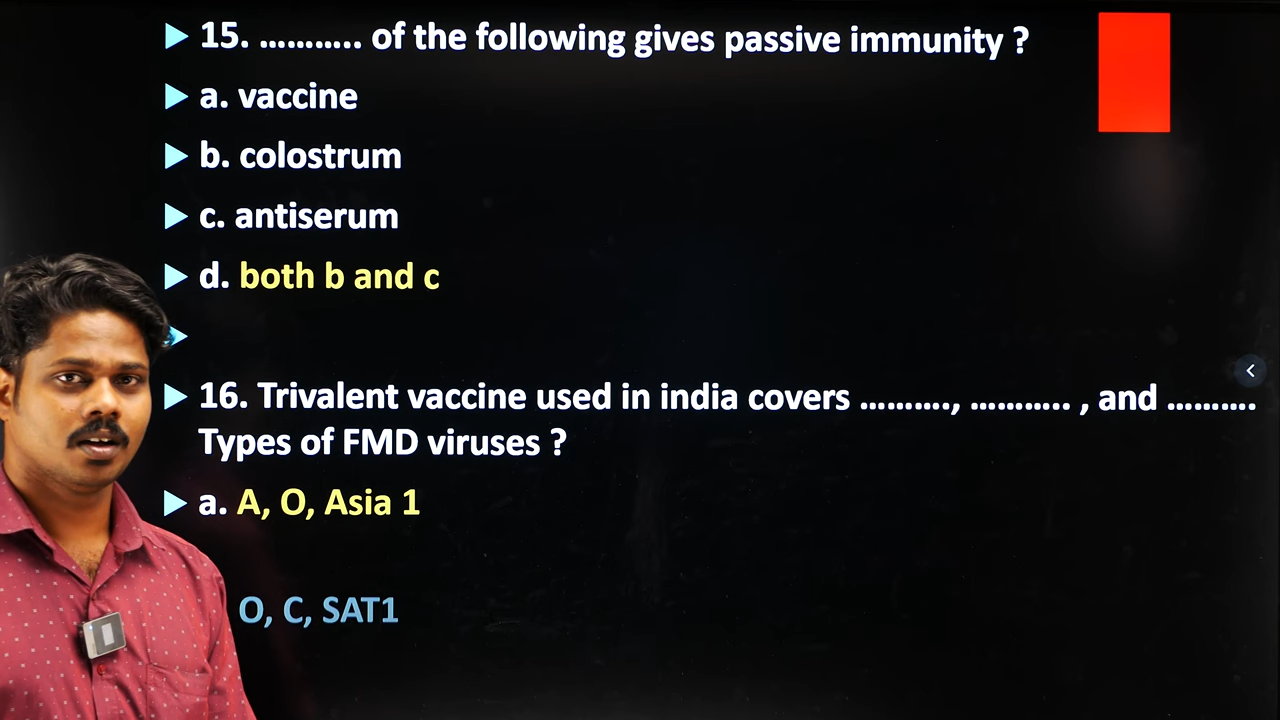 15. ........... of the following gives passive immunity ?
a. vaccine
b. colostrum
c. antiserum
d. both b and c
16. Trivalent vaccine used in india covers .........., ........... , and ..........
Types of FMD viruses ?
a. A, O, Asia 1
O, C, SAT1